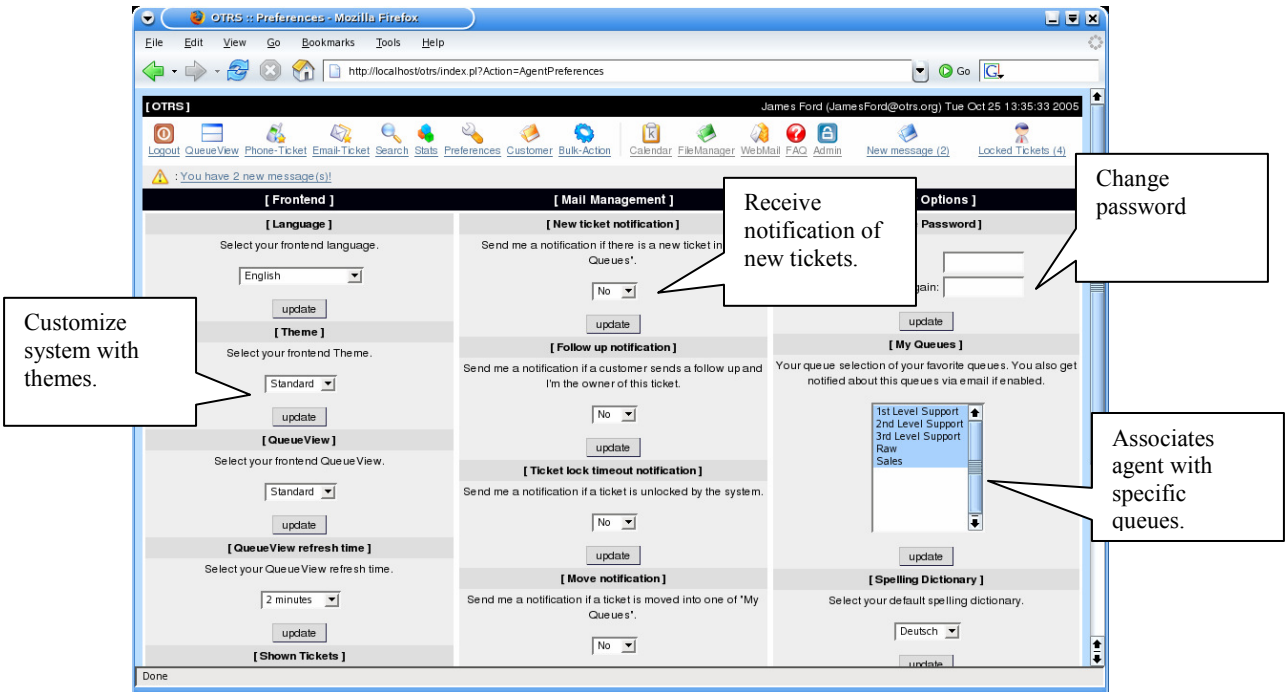 OTRS :: Preferences - Mozilla Firefox
File Edit View Go Bookmarks Tools Help
http://localhost/otrs/index.pl?Action=AgentPreferences Go
[ OTRS ] James Ford (JamesFord@otrs.org) Tue Oct 25 13:35:33 2005
Logout QueueView Phone-Ticket Email-Ticket Search Stats Preferences Customer Bulk-Action Calendar FileManager WebMail FAQ Admin New message (2) Locked Tickets (4)
: You have 2 new message(s)!
[ Frontend ]
[ Language ]
Select your frontend language.
English
update
[ Theme ]
Select your frontend Theme.
Standard
update
[ QueueView ]
Select your frontend QueueView.
Standard
update
[ QueueView refresh time ]
Select your QueueView refresh time.
2 minutes
update
[ Shown Tickets ]
[ Mail Management ]
[ New ticket notification ]
Send me a notification if there is a new ticket in
Queues".
No
update
[ Follow up notification ]
Send me a notification if a customer sends a follow up and
I'm the owner of this ticket.
No
update
[ Ticket lock timeout notification ]
Send me a notification if a ticket is unlocked by the system.
No
update
[ Move notification ]
Send me a notification if a ticket is moved into one of "My
Queues".
No
Options ]
Password ]
gain:
update
[ My Queues ]
Your queue selection of your favorite queues. You also get
notified about this queues via email if enabled.
1st Level Support
2nd Level Support
3rd Level Support
Raw
Sales
update
[ Spelling Dictionary ]
Select your default spelling dictionary.
Deutsch
update
Done
Customize
system with
themes.
Receive
notification of
new tickets.
Change
password
Associates
agent with
specific
queues.